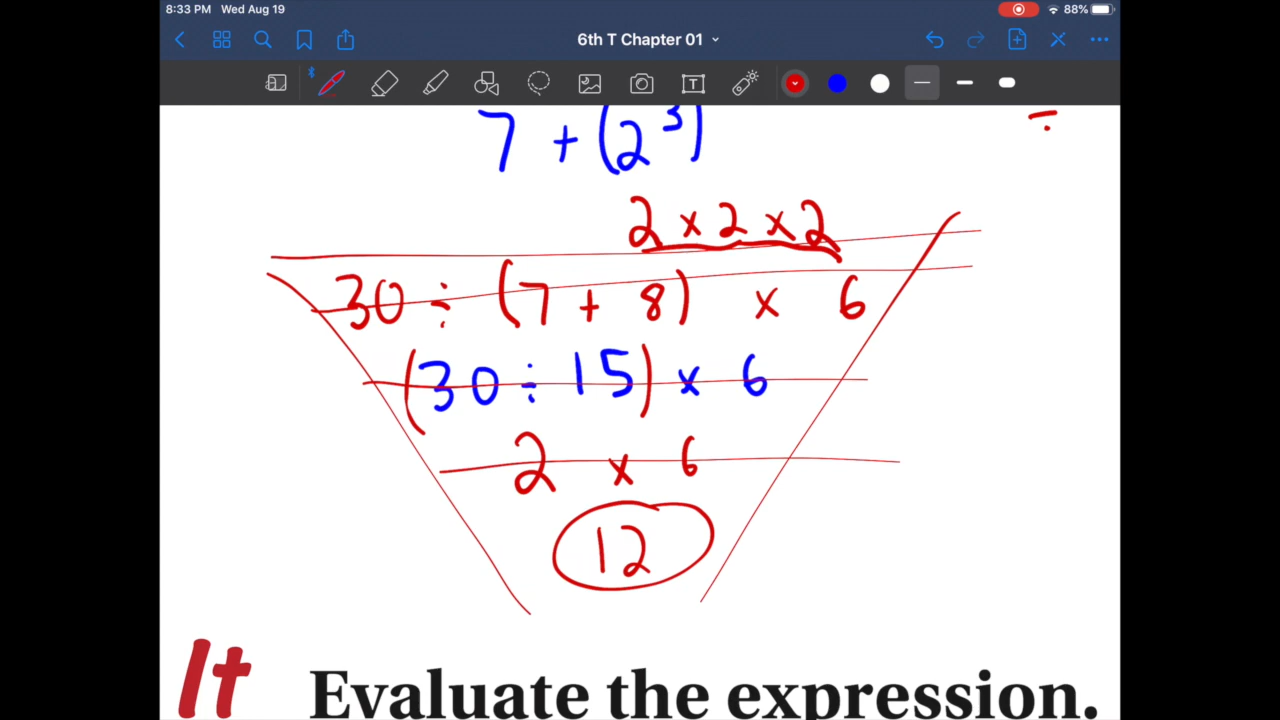 8:33 PM Wed Aug 19
88%
6th T Chapter 01
T
7 + (2³)
÷
2 × 2 × 2
30 ÷ (7 + 8) × 6
(30 ÷ 15) × 6
2 × 6
12
It
Evaluate the expression.